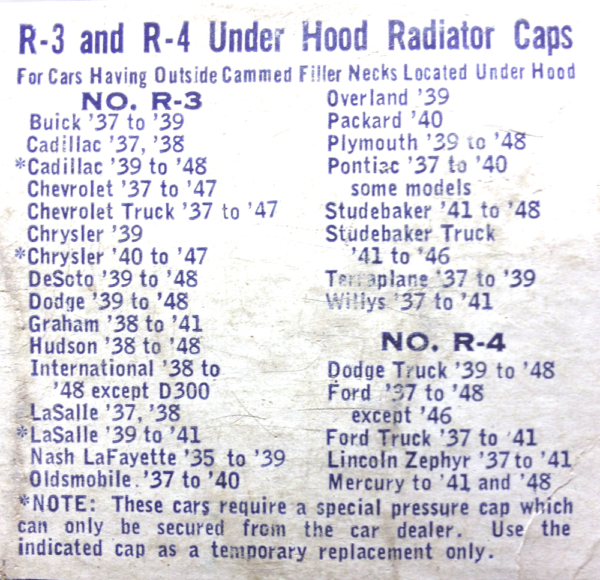 R-3 and R-4 Under Hood Radiator Caps
For Cars Having Outside Cammed Filler Necks Located Under Hood
NO. R-3
Buick '37 to '39
Cadillac '37, '38
*Cadillac '39 to '48
Chevrolet '37 to '47
Chevrolet Truck '37 to '47
Chrysler '39
*Chrysler '40 to '47
DeSoto '39 to '48
Dodge '39 to '48
Graham '38 to '41
Hudson '38 to '48
International '38 to
'48 except D300
LaSalle '37, '38
*LaSalle '39 to '41
Nash LaFayette '35 to '39
Oldsmobile '37 to '40
Overland '39
Packard '40
Plymouth '39 to '48
Pontiac '37 to '40
some models
Studebaker '41 to '48
Studebaker Truck
'41 to '46
Terraplane '37 to '39
Willys '37 to '41
NO. R-4
Dodge Truck '39 to '48
Ford '37 to '48
except '46
Ford Truck '37 to '41
Lincoln Zephyr '37 to '41
Mercury to '41 and '48
*NOTE: These cars require a special pressure cap which
can only be secured from the car dealer. Use the
indicated cap as a temporary replacement only.